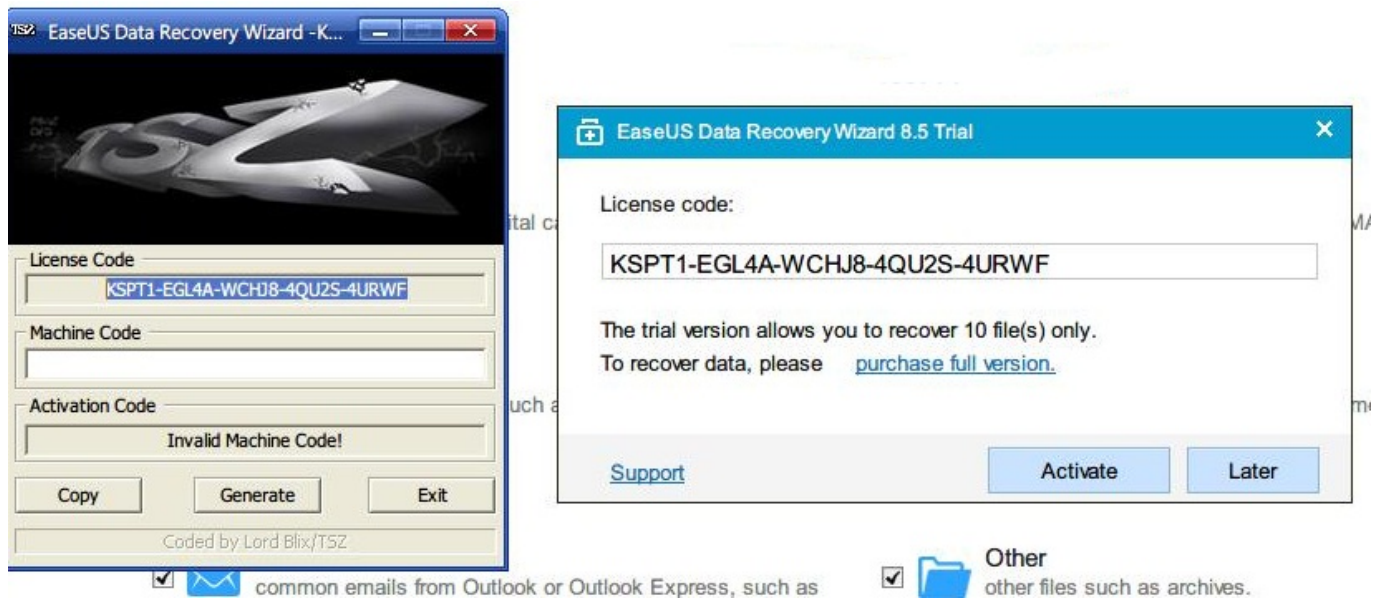 TSZ EaseUS Data Recovery Wizard -K...
TSZ
License Code
KSPT1-EGL4A-WCHJ8-4QU2S-4URWF
Machine Code
Activation Code
Invalid Machine Code!
Copy Generate Exit
Coded by Lord Blix/TSZ
EaseUS Data Recovery Wizard 8.5 Trial
License code:
KSPT1-EGL4A-WCHJ8-4QU2S-4URWF
The trial version allows you to recover 10 file(s) only.
To recover data, please purchase full version.
Support Activate Later
common emails from Outlook or Outlook Express, such as
Other
other files such as archives.